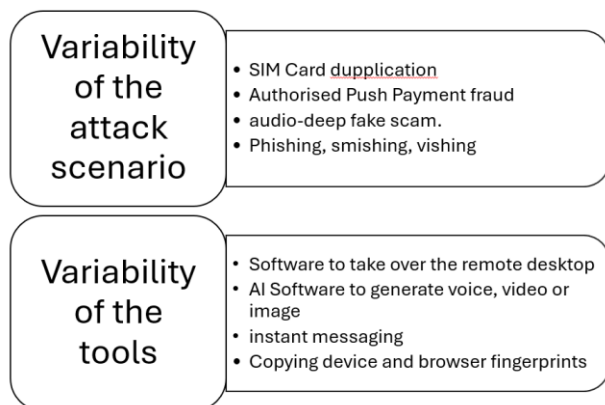 Variability
of the
attack
scenario
• SIM Card dupplication
• Authorised Push Payment fraud
• audio-deep fake scam.
• Phishing, smishing, vishing
Variability
of the
tools
• Software to take over the remote desktop
• AI Software to generate voice, video or
image
• instant messaging
• Copying device and browser fingerprints